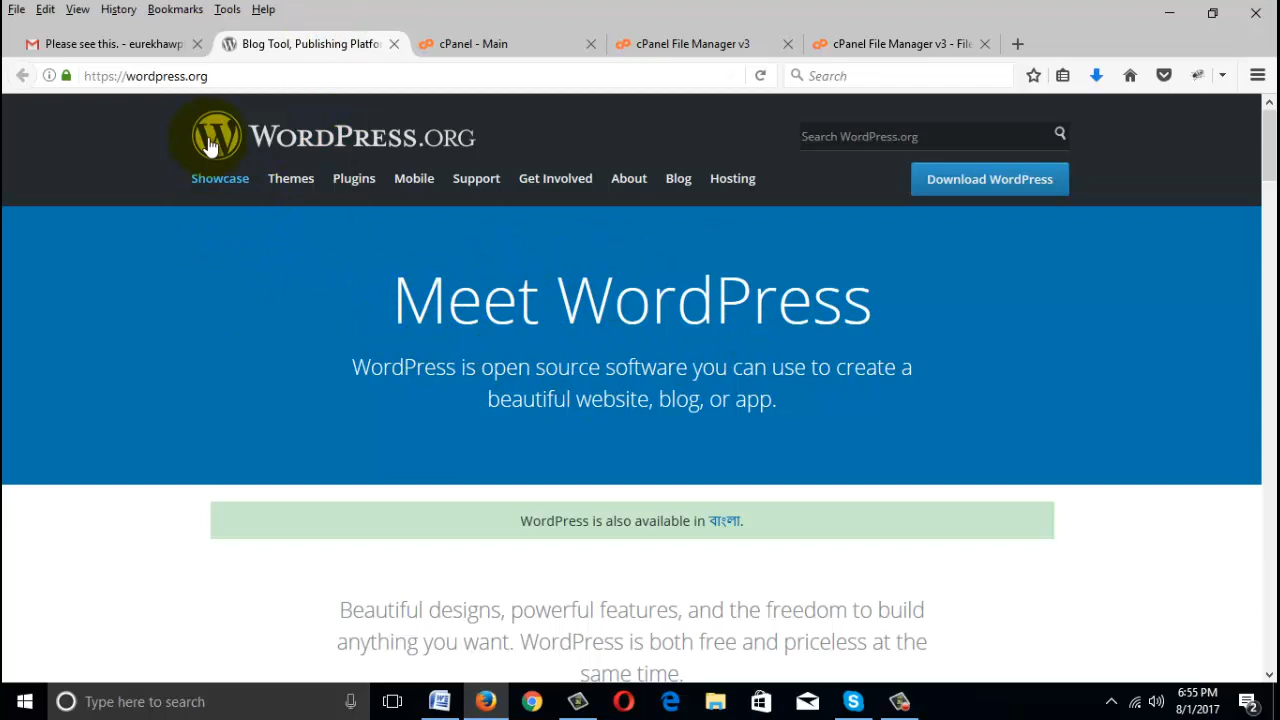 File Edit View History Bookmarks Tools Help
Please see this. - eurekhawp Blog Tool, Publishing Platfo cPanel - Main cPanel File Manager v3 cPanel File Manager v3 - File
https://wordpress.org Search
WORDPRESS.ORG Search WordPress.org
Showcase Themes Plugins Mobile Support Get Involved About Blog Hosting Download WordPress
Meet WordPress
WordPress is open source software you can use to create a
beautiful website, blog, or app.
WordPress is also available in বাংলা.
Beautiful designs, powerful features, and the freedom to build
anything you want. WordPress is both free and priceless at the
same time.
Type here to search 6:55 PM
8/1/2017 2